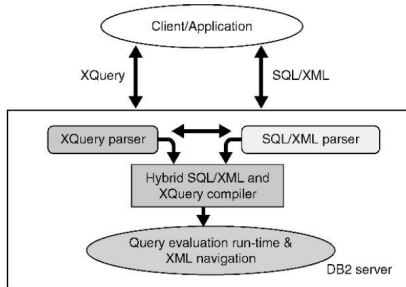 Client/Application
XQuery
SQL/XML
XQuery parser
SQL/XML parser
Hybrid SQL/XML and
XQuery compiler
Query evaluation run-time &
XML navigation
DB2 server